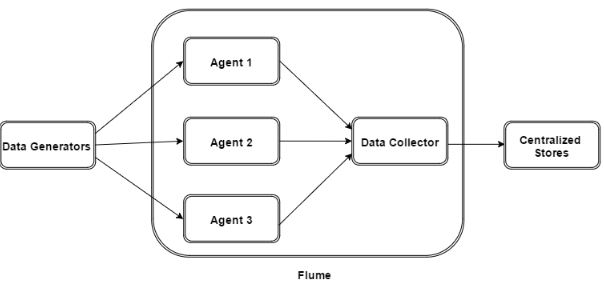 Agent 1
Data Generators
Agent 2
Data Collector
Centralized
Stores
Agent 3
Flume